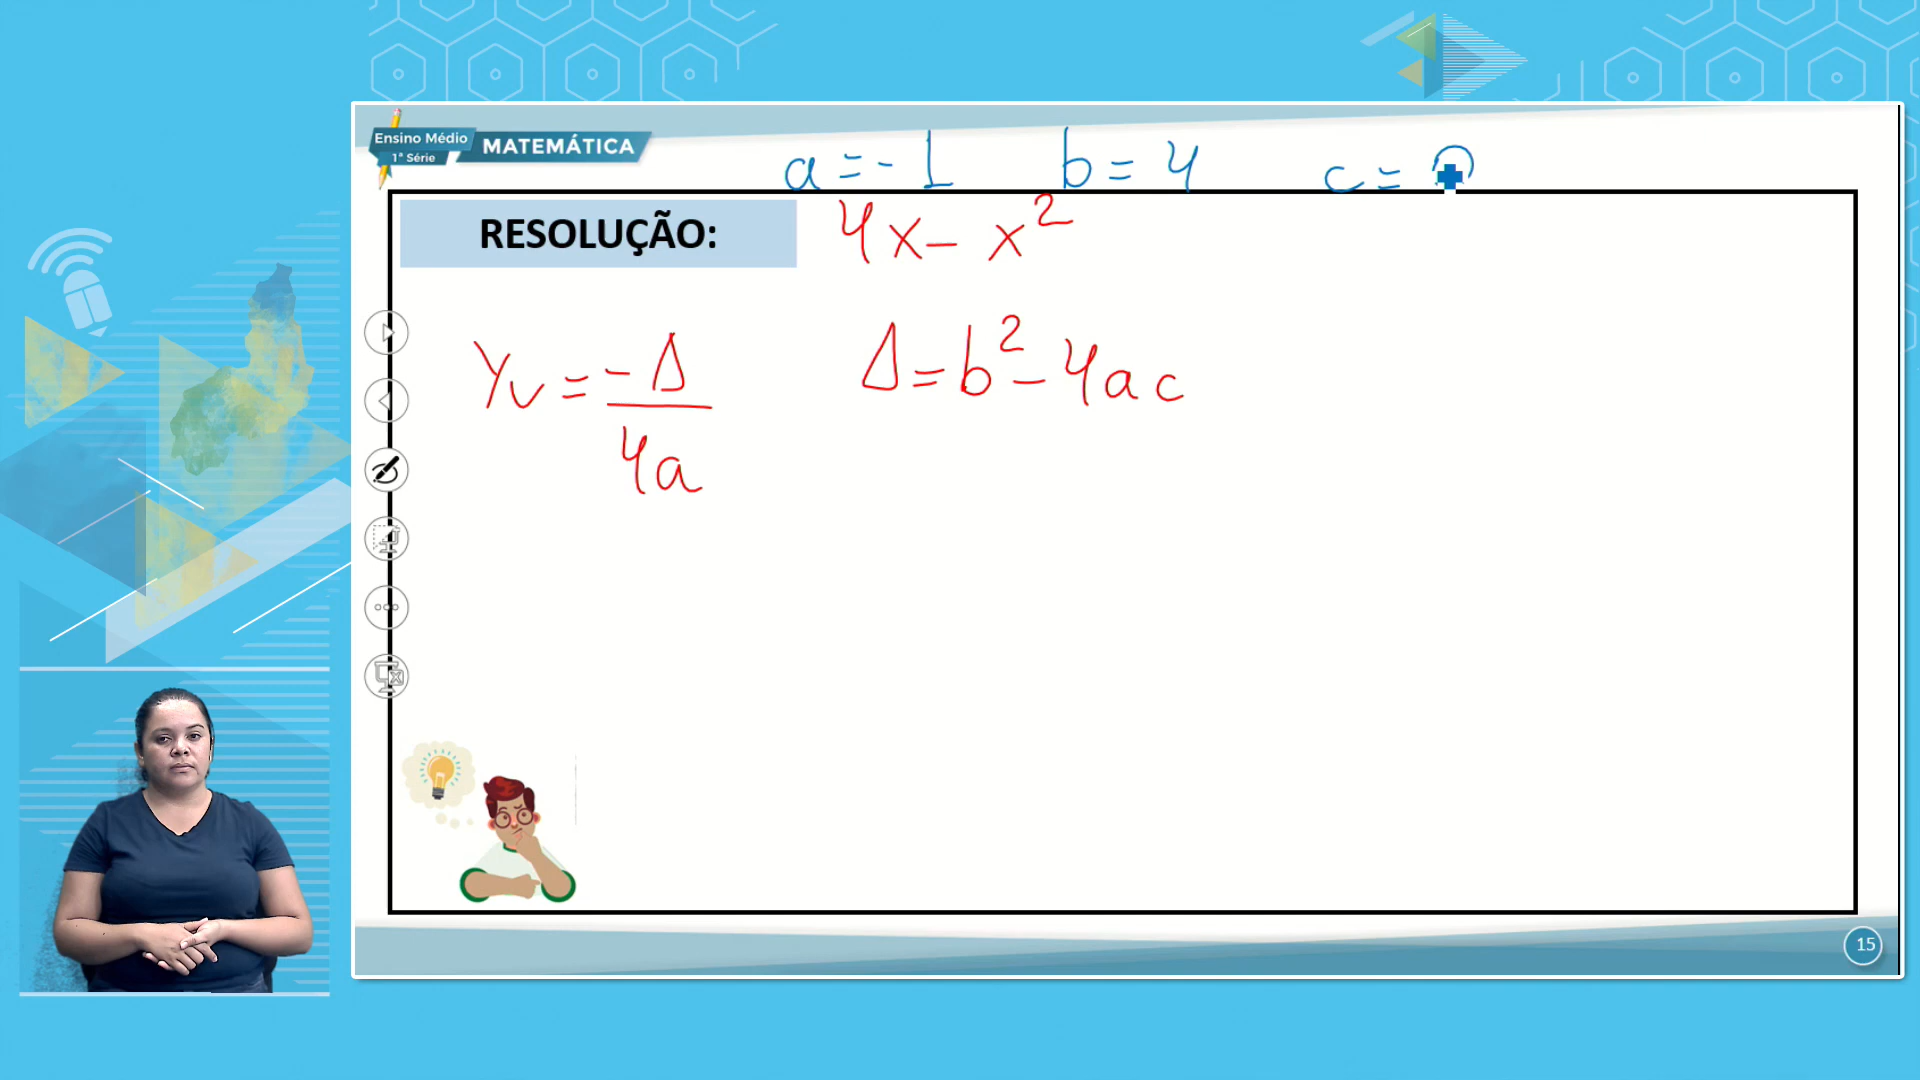 Ensino Médio
1ª Série
MATEMÁTICA
a = - 1 b = 4 c =
RESOLUÇÃO:
4x - x²
Yv = -Δ / 4a
Δ = b² - 4ac
15